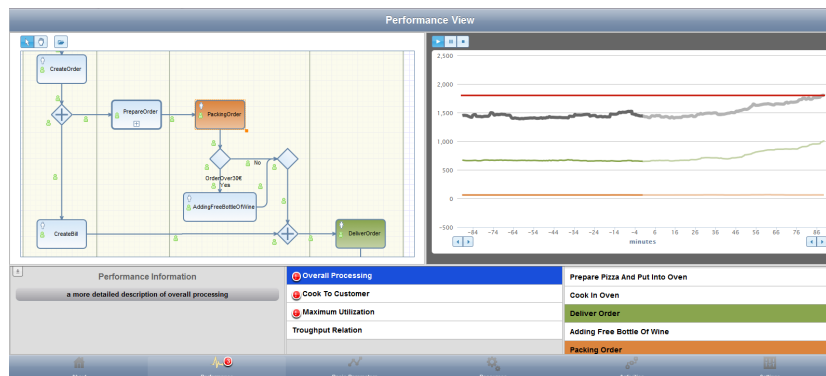 Performance View
CreateOrder
PrepareOrder
PackingOrder
No
OrderOver30€
Yes
AddingFreeBottleOfWine
CreateBill
DeliverOrder
2,500
2,000
1,500
1,000
500
0
-500
-84 -74 -64 -54 -44 -34 -24 -14 -4 6 16 26 36 46 56 66 76 86
minutes
Performance Information
a more detailed description of overall processing
Overall Processing
Cook To Customer
Maximum Utilization
Troughput Relation
Prepare Pizza And Put Into Oven
Cook In Oven
Deliver Order
Adding Free Bottle Of Wine
Packing Order